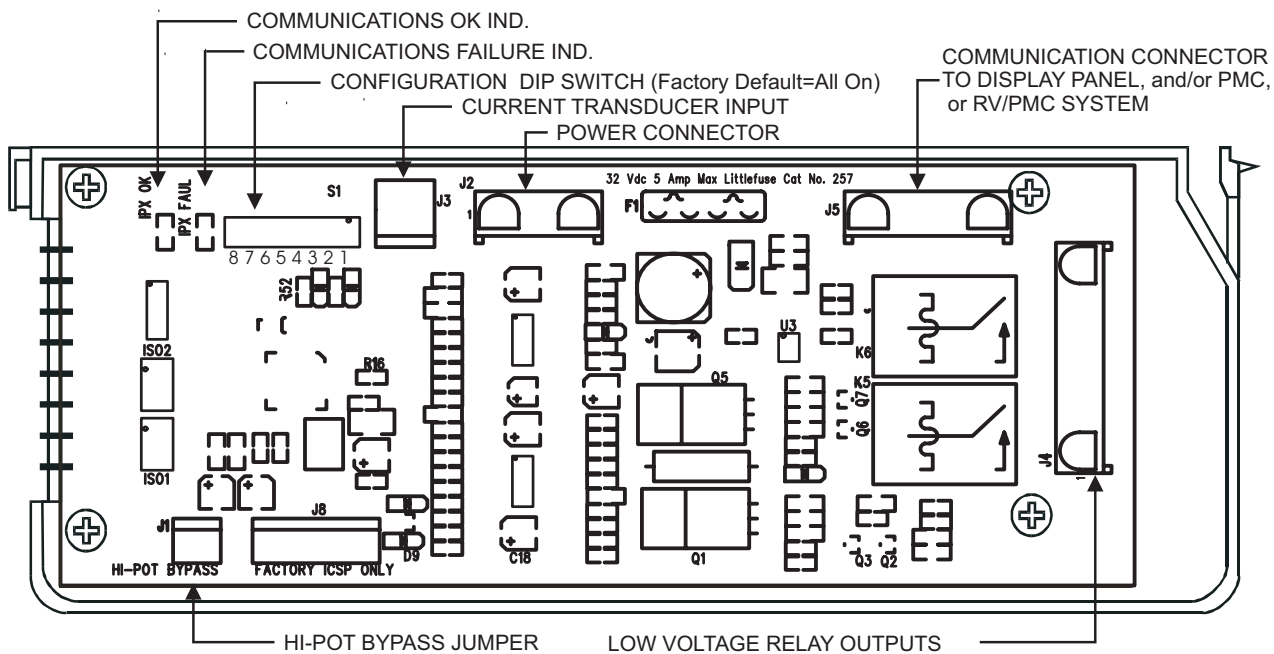 COMMUNICATIONS OK IND.
COMMUNICATIONS FAILURE IND.
CONFIGURATION DIP SWITCH (Factory Default=All On)
CURRENT TRANSDUCER INPUT
POWER CONNECTOR
COMMUNICATION CONNECTOR
TO DISPLAY PANEL, and/or PMC,
or RV/PMC SYSTEM
IPX OK
IPX FAUL
S1
J3
J2
1
32 Vdc 5 Amp Max Littlefuse Cat No. 257
F1
J5
8 7 6 5 4 3 2 1
R52
ISO2
R16
U3
K6
Q5
K5
Q7
Q6
ISO1
J4
1
J1
J8
D9
C18
Q1
Q3
Q2
HI-POT BYPASS
FACTORY ICSP ONLY
HI-POT BYPASS JUMPER
LOW VOLTAGE RELAY OUTPUTS